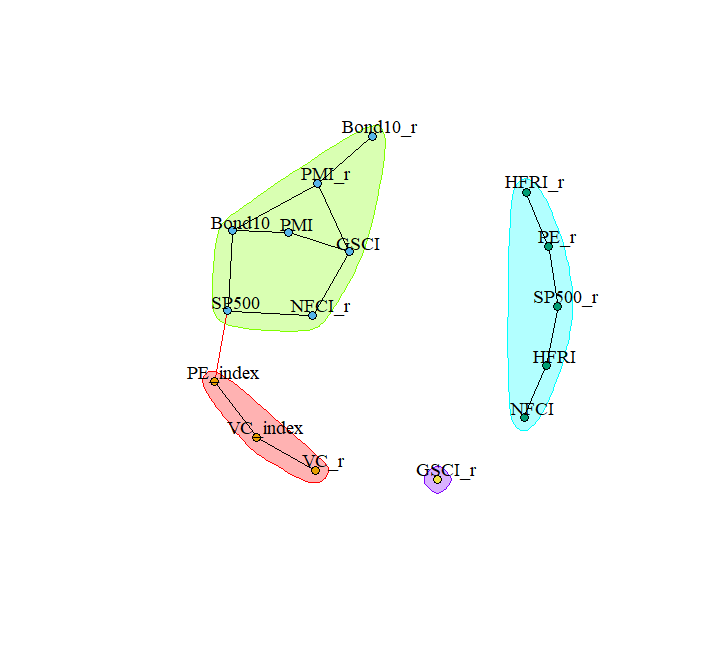 Bond10_r
PMI_r
HFRI_r
Bond10
PMI
PE_r
GSCI
SP500
NFCI_r
SP500_r
HFRI
PE_index
NFCI
VC_index
VC_r
GSCI_r